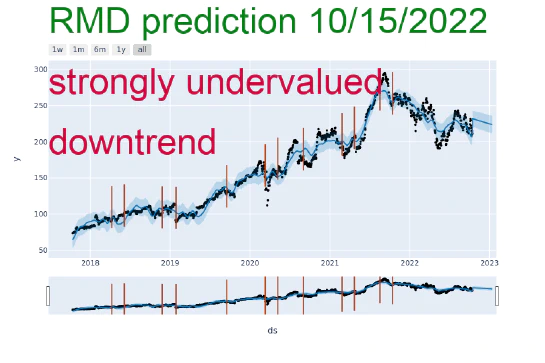 RMD prediction 10/15/2022
1w 1m 6m 1y all
strongly undervalued
downtrend
300
250
200
150
100
50
y
2018 2019 2020 2021 2022 2023
ds